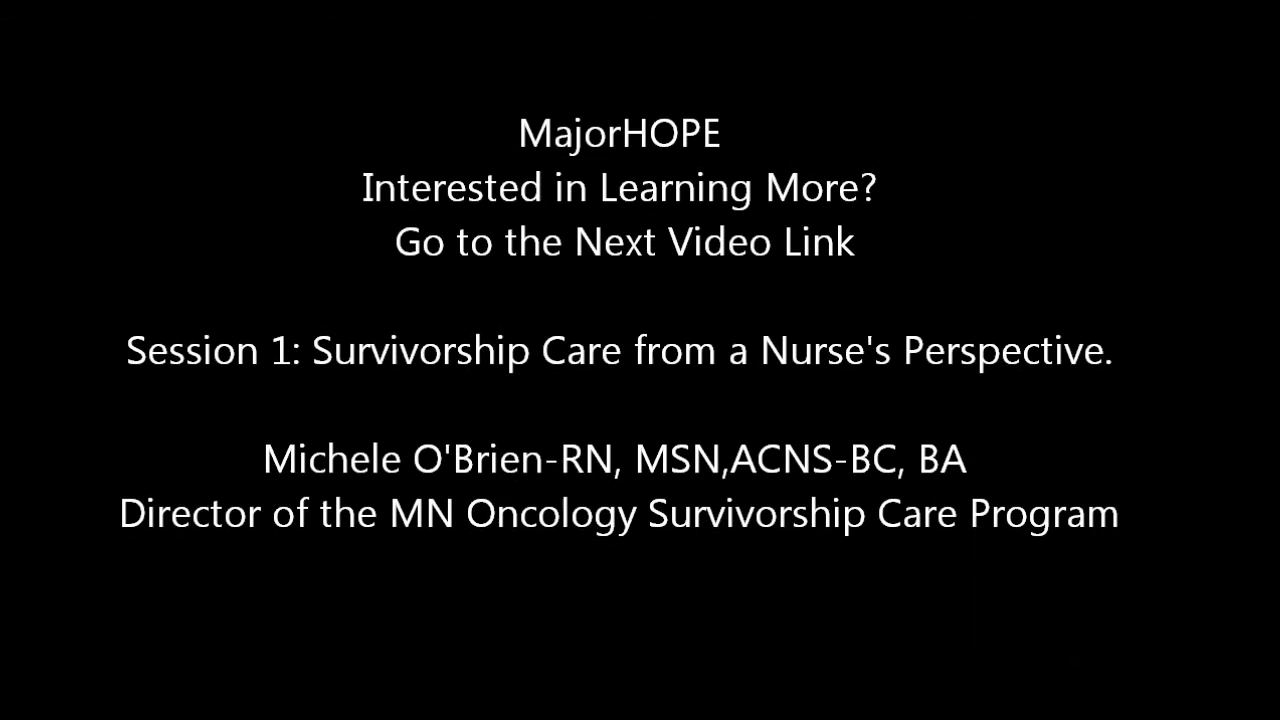 MajorHOPE
Interested in Learning More?
Go to the Next Video Link
Session 1: Survivorship Care from a Nurse's Perspective.
Michele O'Brien-RN, MSN,ACNS-BC, BA
Director of the MN Oncology Survivorship Care Program